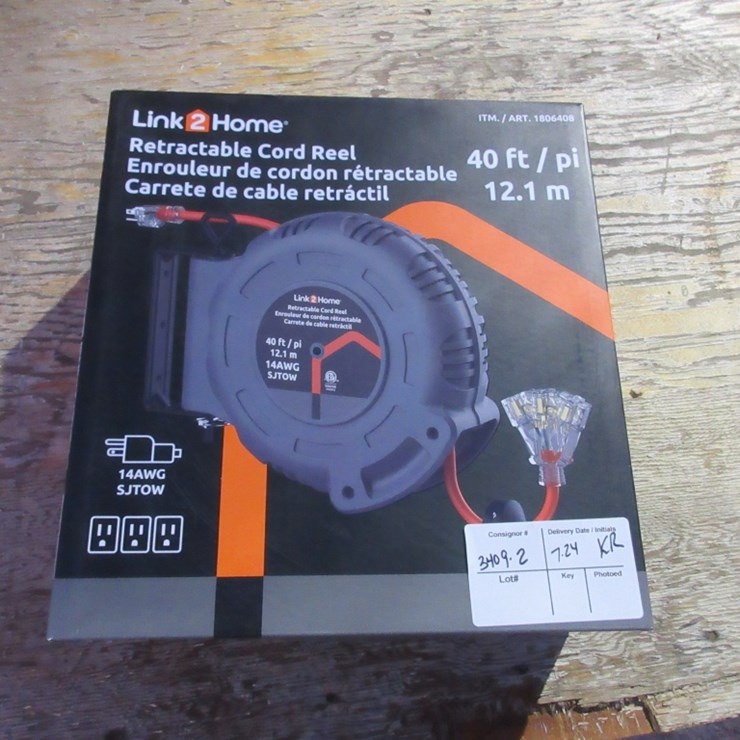 Link2Home®
ITM. / ART. 1806408
Retractable Cord Reel
Enrouleur de cordon rétractable
Carrete de cable retráctil
40 ft / pi
12.1 m
Link2Home
Retractable Cord Reel
Enrouleur de cordon rétractable
Carrete de cable retráctil
40 ft / pi
12.1 m
14AWG
SJTOW
14AWG
SJTOW
Consignor #
Delivery Date / Initials
3409-2
7.24 KR
Lot#
Key
Photoed